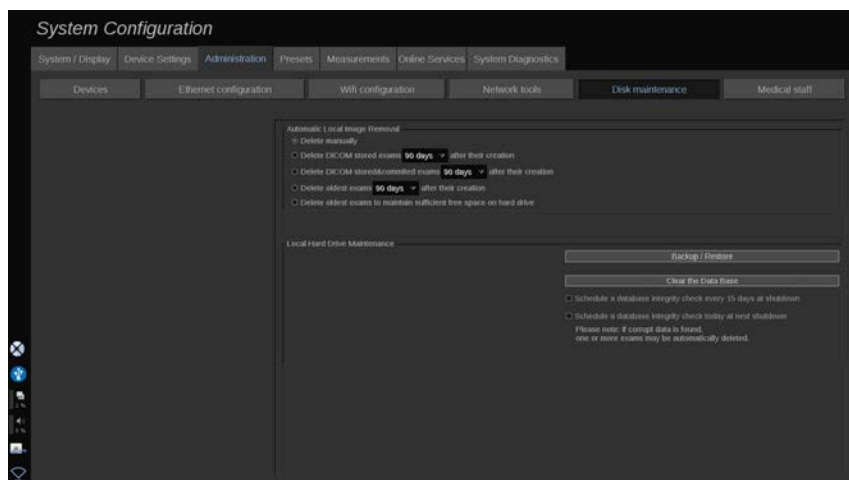 System Configuration
System / Display Device Settings Administration Presets Measurements Online Services System Diagnostics
Devices Ethernet configuration Wifi configuration Network tools Disk maintenance Medical staff
Automatic Local Image Removal
Delete manually
Delete DICOM stored exams 90 days after their creation
Delete DICOM stored&commited exams 90 days after their creation
Delete oldest exams 90 days after their creation
Delete oldest exams to maintain sufficient free space on hard drive
Local Hard Drive Maintenance
Backup / Restore
Clear the Data Base
Schedule a database integrity check every 15 days at shutdown
Schedule a database integrity check today at next shutdown
Please note: if corrupt data is found,
one or more exams may be automatically deleted.